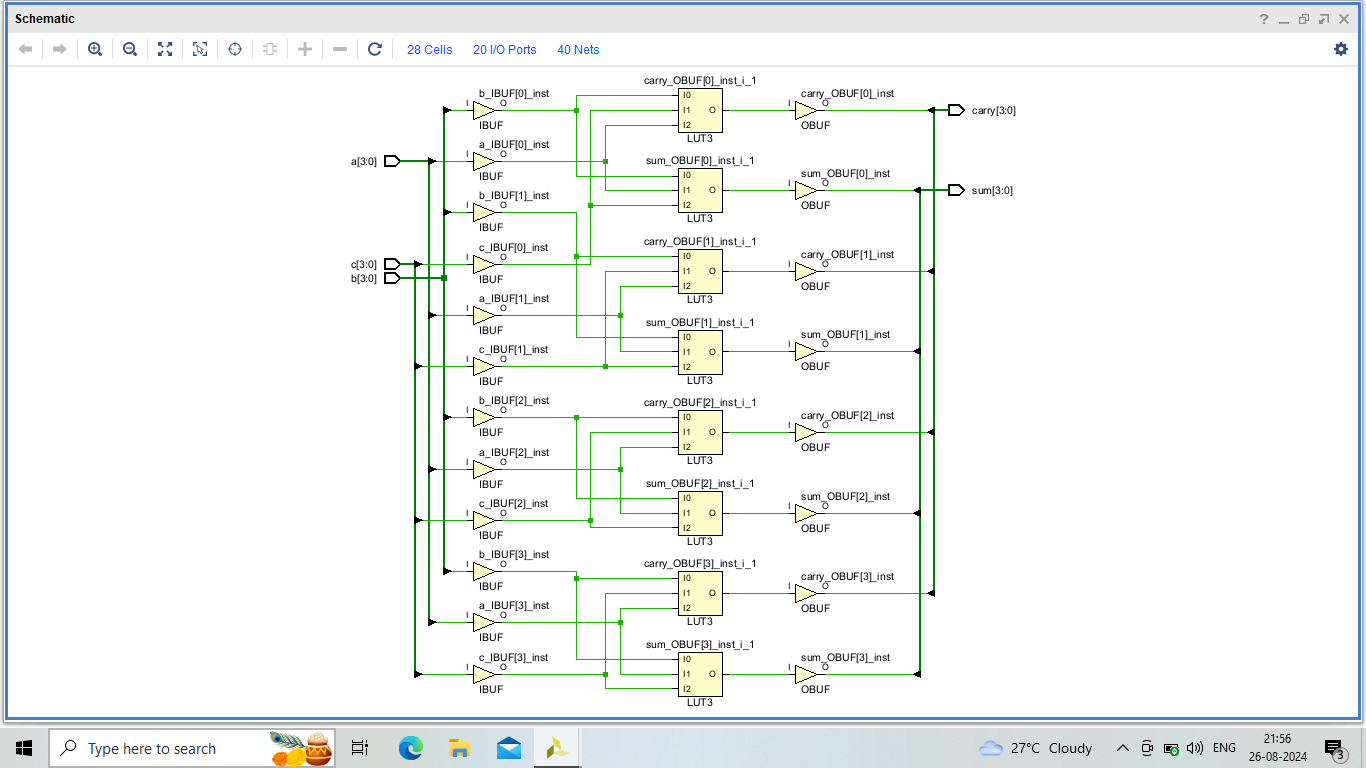 Schematic
28 Cells 20 I/O Ports 40 Nets
carry_OBUF[0]_inst_i_1
b_IBUF[0]_inst
I O
IBUF
I0
I1 O
I2
LUT3
carry_OBUF[0]_inst
I O
OBUF
carry[3:0]
a_IBUF[0]_inst
I O
IBUF
a[3:0]
sum_OBUF[0]_inst_i_1
I0
I1 O
I2
LUT3
sum_OBUF[0]_inst
I O
OBUF
sum[3:0]
b_IBUF[1]_inst
I O
IBUF
c_IBUF[0]_inst
I O
IBUF
c[3:0]
b[3:0]
carry_OBUF[1]_inst_i_1
I0
I1 O
I2
LUT3
carry_OBUF[1]_inst
I O
OBUF
a_IBUF[1]_inst
I O
IBUF
sum_OBUF[1]_inst_i_1
I0
I1 O
I2
LUT3
sum_OBUF[1]_inst
I O
OBUF
c_IBUF[1]_inst
I O
IBUF
b_IBUF[2]_inst
I O
IBUF
carry_OBUF[2]_inst_i_1
I0
I1 O
I2
LUT3
carry_OBUF[2]_inst
I O
OBUF
a_IBUF[2]_inst
I O
IBUF
sum_OBUF[2]_inst_i_1
I0
I1 O
I2
LUT3
sum_OBUF[2]_inst
I O
OBUF
c_IBUF[2]_inst
I O
IBUF
b_IBUF[3]_inst
I O
IBUF
carry_OBUF[3]_inst_i_1
I0
I1 O
I2
LUT3
carry_OBUF[3]_inst
I O
OBUF
a_IBUF[3]_inst
I O
IBUF
sum_OBUF[3]_inst_i_1
I0
I1 O
I2
LUT3
sum_OBUF[3]_inst
I O
OBUF
c_IBUF[3]_inst
I O
IBUF
Type here to search
27°C Cloudy
ENG
21:56
26-08-2024
3